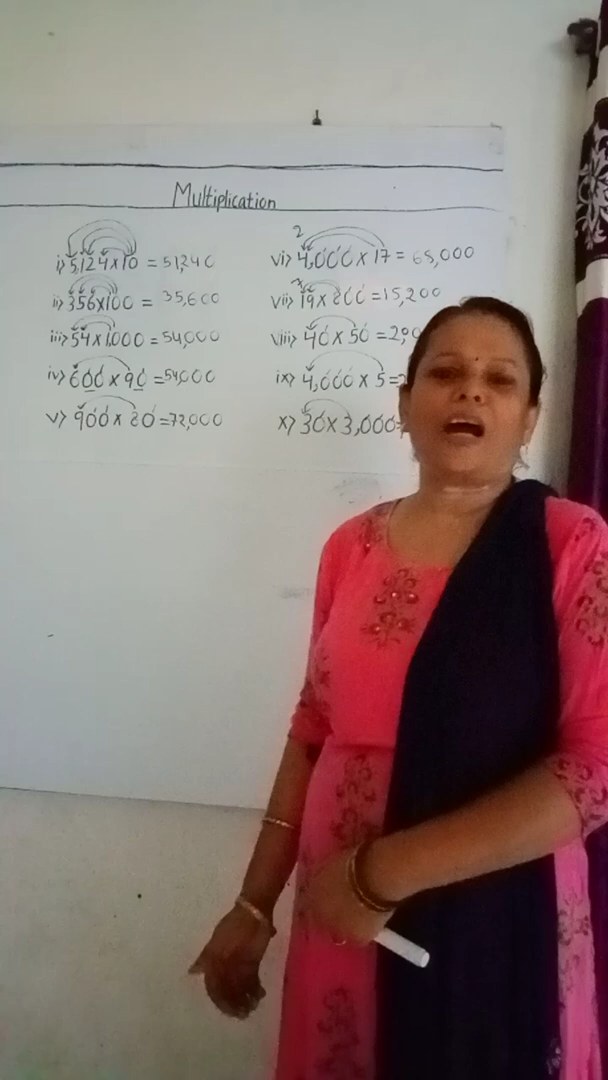 Multiplication
i> 5,124 x 10 = 51,240
ii> 356 x 100 = 35,600
iii> 54 x 1,000 = 54,000
iv> 600 x 90 = 54,000
v> 900 x 80 = 72,000
2
vi> 4,000 x 17 = 68,000
vii> 19 x 800 = 15,200
viii> 40 x 50 = 2,0
ix> 4,000 x 5 = 2
x> 30 x 3,000 =